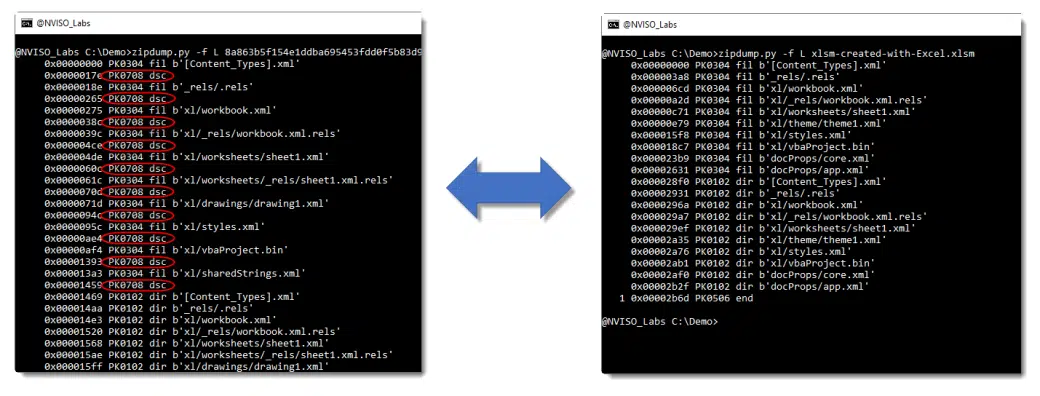 @NVISO_Labs
@NVISO_Labs C:\Demo>zipdump.py -f L 8a863b5f154e1ddba695453fdd0f5b83d9
0x00000000 PK0304 fil b'[Content_Types].xml'
0x0000017e PK0708 dsc
0x0000018e PK0304 fil b'_rels/.rels'
0x00000265 PK0708 dsc
0x00000275 PK0304 fil b'xl/workbook.xml'
0x0000038c PK0708 dsc
0x0000039c PK0304 fil b'xl/_rels/workbook.xml.rels'
0x000004ce PK0708 dsc
0x000004de PK0304 fil b'xl/worksheets/sheet1.xml'
0x0000060c PK0708 dsc
0x0000061c PK0304 fil b'xl/worksheets/_rels/sheet1.xml.rels'
0x0000070d PK0708 dsc
0x0000071d PK0304 fil b'xl/drawings/drawing1.xml'
0x0000094c PK0708 dsc
0x0000095c PK0304 fil b'xl/styles.xml'
0x00000ae4 PK0708 dsc
0x00000af4 PK0304 fil b'xl/vbaProject.bin'
0x00001393 PK0708 dsc
0x000013a3 PK0304 fil b'xl/sharedStrings.xml'
0x00001459 PK0708 dsc
0x00001469 PK0102 dir b'[Content_Types].xml'
0x000014aa PK0102 dir b'_rels/.rels'
0x000014e3 PK0102 dir b'xl/workbook.xml'
0x00001520 PK0102 dir b'xl/_rels/workbook.xml.rels'
0x00001568 PK0102 dir b'xl/worksheets/sheet1.xml'
0x000015ae PK0102 dir b'xl/worksheets/_rels/sheet1.xml.rels'
0x000015ff PK0102 dir b'xl/drawings/drawing1.xml'
@NVISO_Labs
@NVISO_Labs C:\Demo>zipdump.py -f L xlsm-created-with-Excel.xlsm
0x00000000 PK0304 fil b'[Content_Types].xml'
0x000003a8 PK0304 fil b'_rels/.rels'
0x000006cd PK0304 fil b'xl/workbook.xml'
0x00000a2d PK0304 fil b'xl/_rels/workbook.xml.rels'
0x00000c71 PK0304 fil b'xl/worksheets/sheet1.xml'
0x00000e79 PK0304 fil b'xl/theme/theme1.xml'
0x000015f8 PK0304 fil b'xl/styles.xml'
0x000018c7 PK0304 fil b'xl/vbaProject.bin'
0x000023b9 PK0304 fil b'docProps/core.xml'
0x00002631 PK0304 fil b'docProps/app.xml'
0x000028f0 PK0102 dir b'[Content_Types].xml'
0x00002931 PK0102 dir b'_rels/.rels'
0x0000296a PK0102 dir b'xl/workbook.xml'
0x000029a7 PK0102 dir b'xl/_rels/workbook.xml.rels'
0x000029ef PK0102 dir b'xl/worksheets/sheet1.xml'
0x00002a35 PK0102 dir b'xl/theme/theme1.xml'
0x00002a76 PK0102 dir b'xl/styles.xml'
0x00002ab1 PK0102 dir b'xl/vbaProject.bin'
0x00002af0 PK0102 dir b'docProps/core.xml'
0x00002b2f PK0102 dir b'docProps/app.xml'
1 0x00002b6d PK0506 end
@NVISO_Labs C:\Demo>